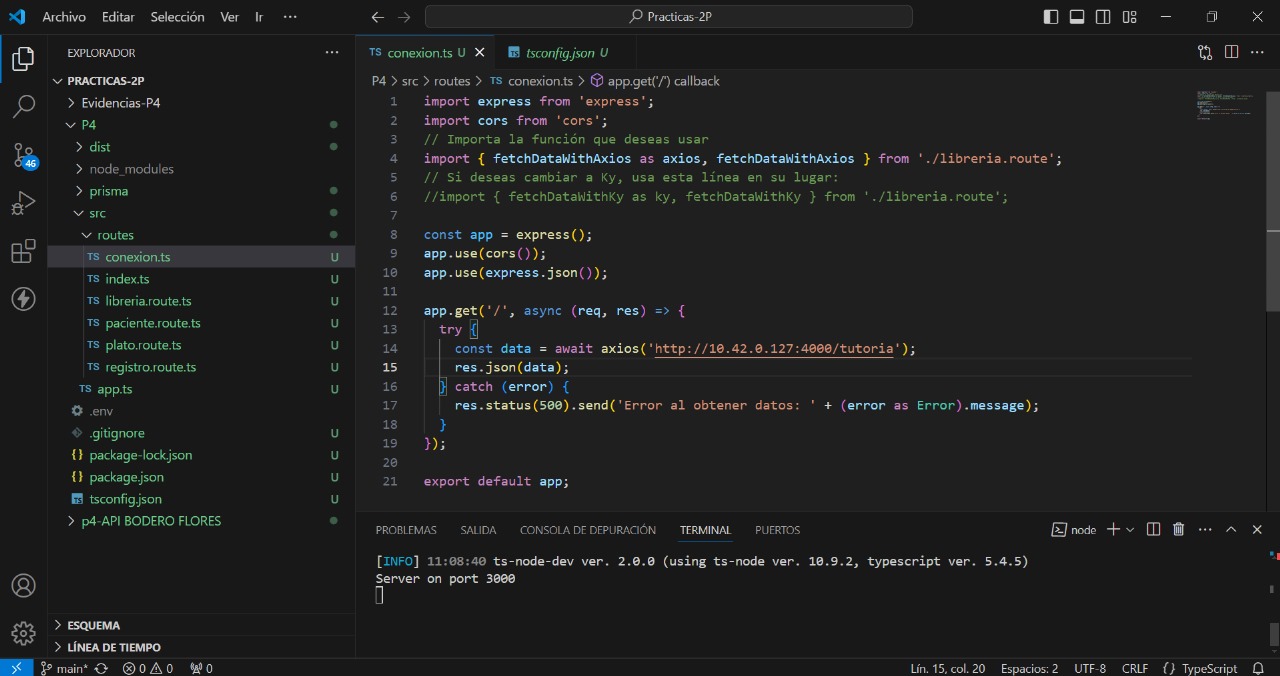 Archivo Editar Selección Ver Ir ···
Practicas-2P
EXPLORADOR ···
PRACTICAS-2P
Evidencias-P4
P4
dist
node_modules
prisma
src
routes
TS conexion.ts U
TS index.ts U
TS libreria.route.ts U
TS paciente.route.ts U
TS plato.route.ts U
TS registro.route.ts U
TS app.ts U
.env
.gitignore U
{} package-lock.json U
{} package.json U
TS tsconfig.json U
p4-API BODERO FLORES
ESQUEMA
LÍNEA DE TIEMPO
46
TS conexion.ts U
TS tsconfig.json U
P4 > src > routes > TS conexion.ts > app.get('/') callback
1 import express from 'express';
2 import cors from 'cors';
3 // Importa la función que deseas usar
4 import { fetchDataWithAxios as axios, fetchDataWithAxios } from './libreria.route';
5 // Si deseas cambiar a Ky, usa esta línea en su lugar:
6 //import { fetchDataWithKy as ky, fetchDataWithKy } from './libreria.route';
7
8 const app = express();
9 app.use(cors());
10 app.use(express.json());
11
12 app.get('/', async (req, res) => {
13 try {
14 const data = await axios('http://10.42.0.127:4000/tutoria');
15 res.json(data);
16 } catch (error) {
17 res.status(500).send('Error al obtener datos: ' + (error as Error).message);
18 }
19 });
20
21 export default app;
PROBLEMAS SALIDA CONSOLA DE DEPURACIÓN TERMINAL PUERTOS
node
[INFO] 11:08:40 ts-node-dev ver. 2.0.0 (using ts-node ver. 10.9.2, typescript ver. 5.4.5)
Server on port 3000
main* 0 0 0 Lín. 15, col. 20 Espacios: 2 UTF-8 CRLF {} TypeScript